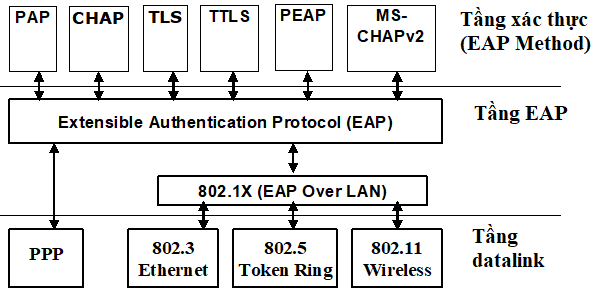 PAP
CHAP
TLS
TTLS
PEAP
MS-
CHAPv2
Tầng xác thực
(EAP Method)
Extensible Authentication Protocol (EAP)
Tầng EAP
802.1X (EAP Over LAN)
PPP
802.3
Ethernet
802.5
Token Ring
802.11
Wireless
Tầng
datalink